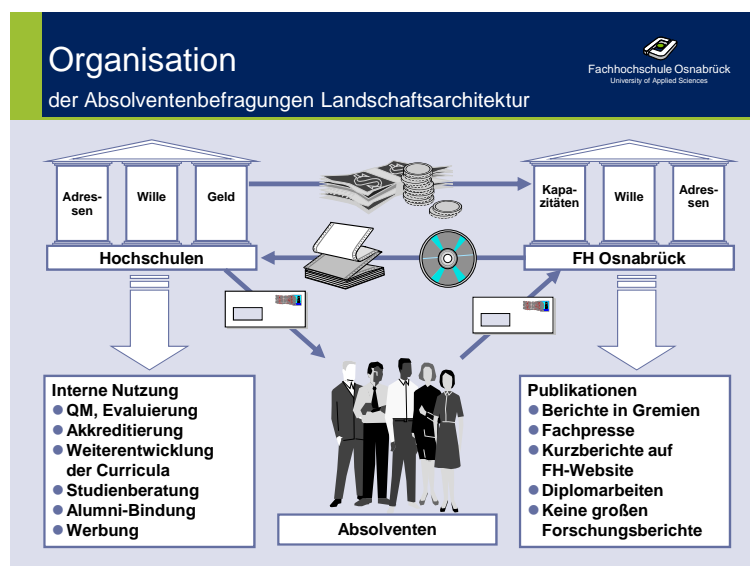 Organisation
der Absolventenbefragungen Landschaftsarchitektur
Fachhochschule Osnabrück
University of Applied Sciences
Adres-
sen
Wille
Geld
Hochschulen
Kapa-
zitäten
Wille
Adres-
sen
FH Osnabrück
Interne Nutzung
QM, Evaluierung
Akkreditierung
Weiterentwicklung
der Curricula
Studienberatung
Alumni-Bindung
Werbung
Absolventen
Publikationen
Berichte in Gremien
Fachpresse
Kurzberichte auf
FH-Website
Diplomarbeiten
Keine großen
Forschungsberichte